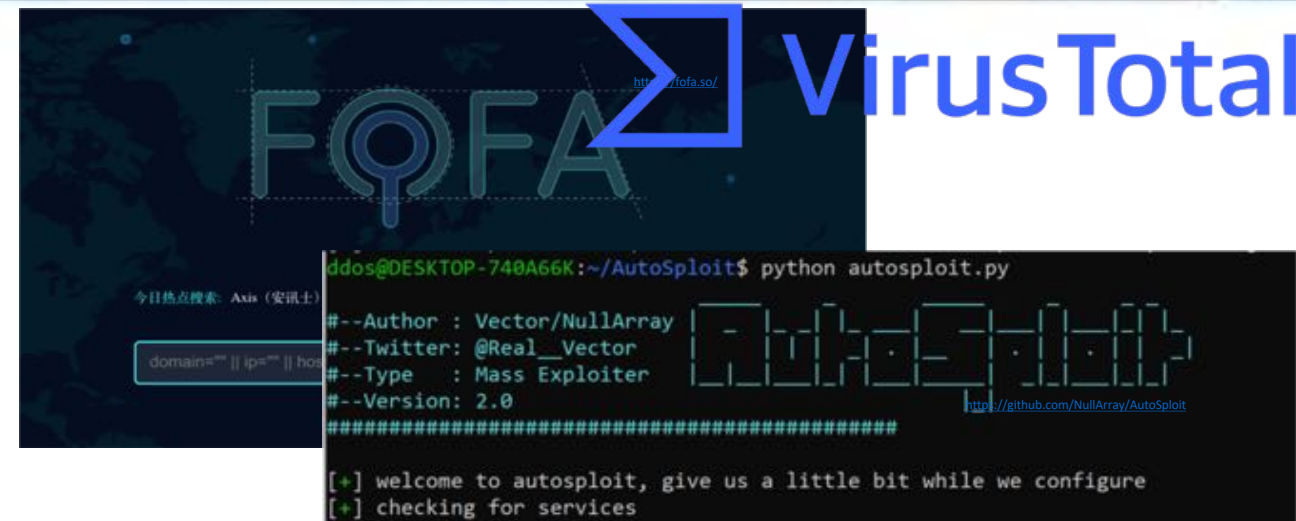 FOFA
https://fofa.so/
VirusTotal
今日热点搜索: Axis（安讯士）
domain="" || ip="" || hos
ddos@DESKTOP-740A66K:~/AutoSploit$ python autosploit.py
#--Author : Vector/NullArray
#--Twitter: @Real__Vector
#--Type   : Mass Exploiter
#--Version: 2.0
AutoSploit
https://github.com/NullArray/AutoSploit
##############################################
[+] welcome to autosploit, give us a little bit while we configure
[+] checking for services